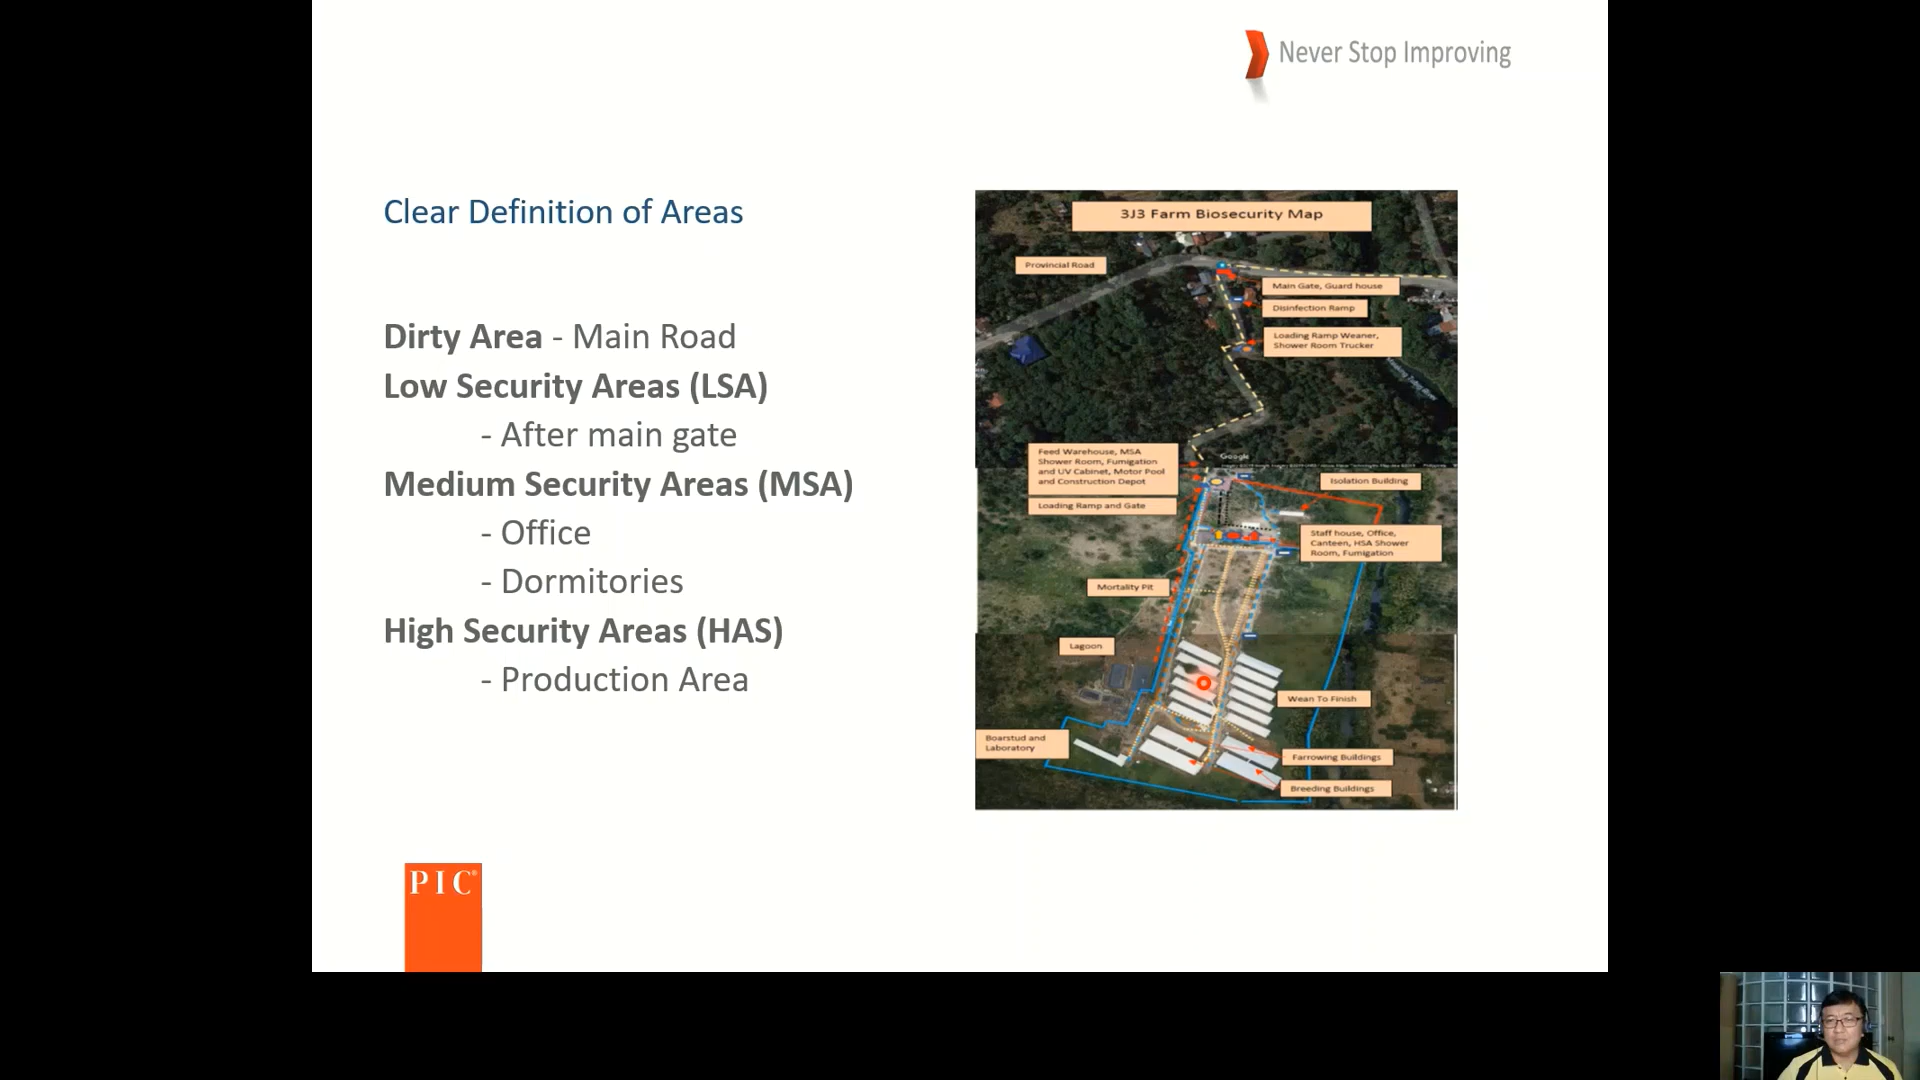 Never Stop Improving
Clear Definition of Areas
Dirty Area - Main Road
Low Security Areas (LSA)
- After main gate
Medium Security Areas (MSA)
- Office
- Dormitories
High Security Areas (HAS)
- Production Area
3J3 Farm Biosecurity Map
Provincial Road
Main Gate, Guard house
Disinfection Ramp
Loading Ramp Weaner,
Shower Room Trucker
Feed Warehouse, MSA
Shower Room, Fumigation
and UV Cabinet, Motor Pool
and Construction Depot
Google
Loading Ramp and Gate
Isolation Building
Staff house, Office,
Canteen, HSA Shower
Room, Fumigation
Mortality Pit
Lagoon
Wean To Finish
Boarstud and
Laboratory
Farrowing Buildings
Breeding Buildings
PIC®